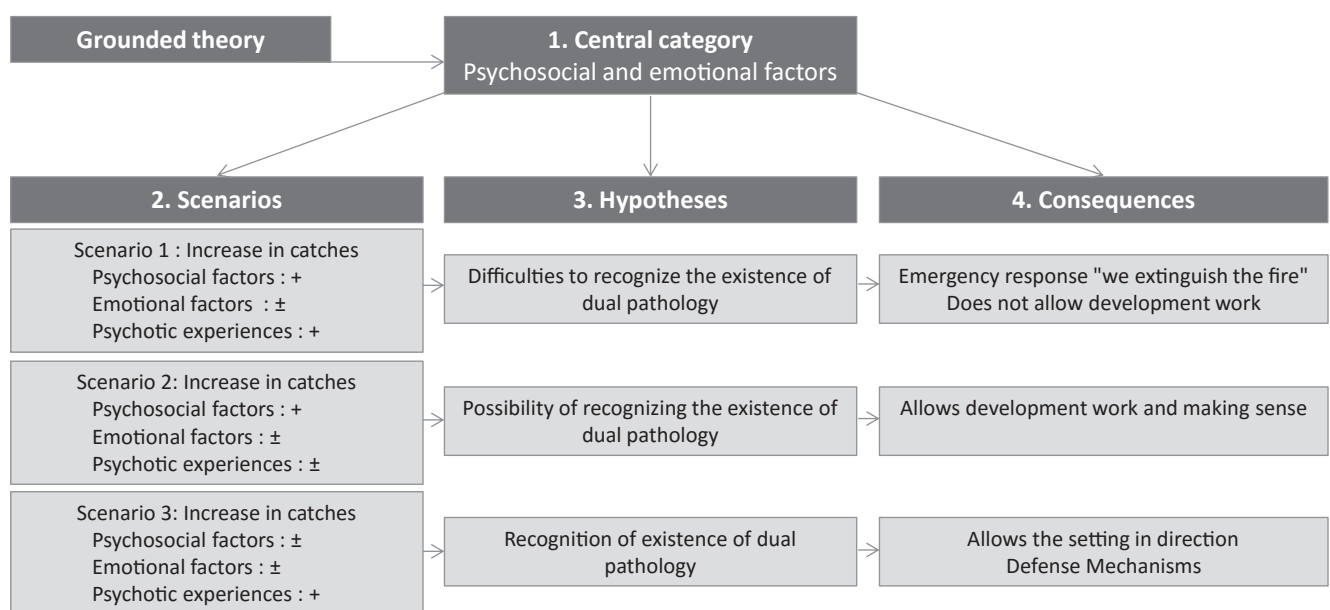 Grounded theory
1. Central category
Psychosocial and emotional factors
2. Scenarios
3. Hypotheses
4. Consequences
Scenario 1 : Increase in catches
Psychosocial factors : +
Emotional factors : ±
Psychotic experiences : +
Difficulties to recognize the existence of
dual pathology
Emergency response "we extinguish the fire"
Does not allow development work
Scenario 2: Increase in catches
Psychosocial factors : +
Emotional factors : ±
Psychotic experiences : ±
Possibility of recognizing the existence of
dual pathology
Allows development work and making sense
Scenario 3: Increase in catches
Psychosocial factors : ±
Emotional factors : ±
Psychotic experiences : +
Recognition of existence of dual
pathology
Allows the setting in direction
Defense Mechanisms